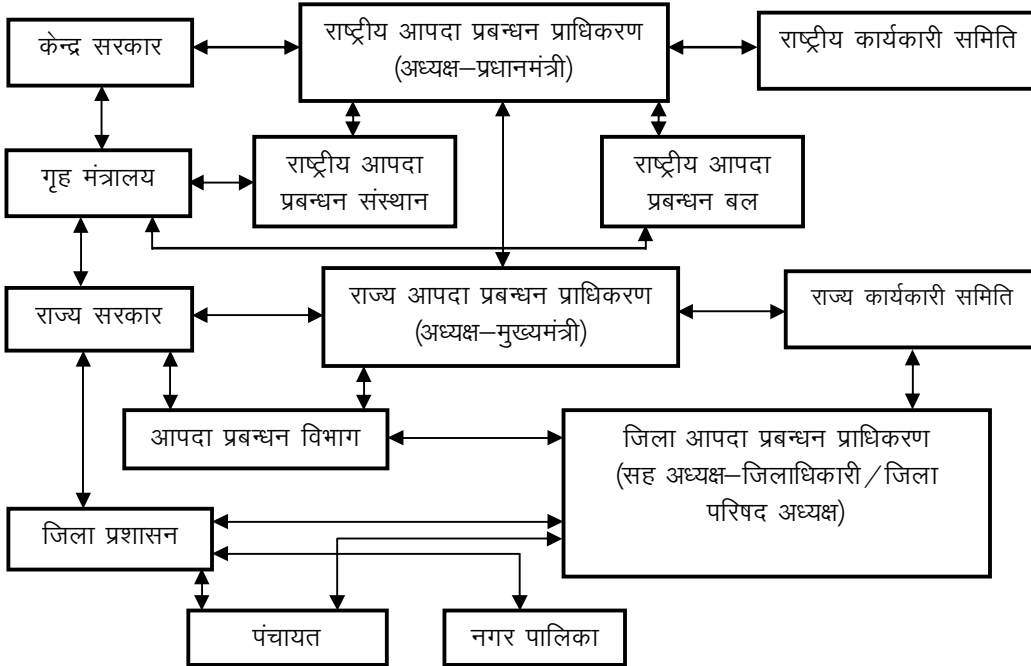 केन्द्र सरकार
राष्ट्रीय आपदा प्रबन्धन प्राधिकरण
(अध्यक्ष–प्रधानमंत्री)
राष्ट्रीय कार्यकारी समिति
गृह मंत्रालय
राष्ट्रीय आपदा
प्रबन्धन संस्थान
राष्ट्रीय आपदा
प्रबन्धन बल
राज्य सरकार
राज्य आपदा प्रबन्धन प्राधिकरण
(अध्यक्ष–मुख्यमंत्री)
राज्य कार्यकारी समिति
आपदा प्रबन्धन विभाग
जिला आपदा प्रबन्धन प्राधिकरण
(सह अध्यक्ष–जिलाधिकारी/जिला
परिषद अध्यक्ष)
जिला प्रशासन
पंचायत
नगर पालिका